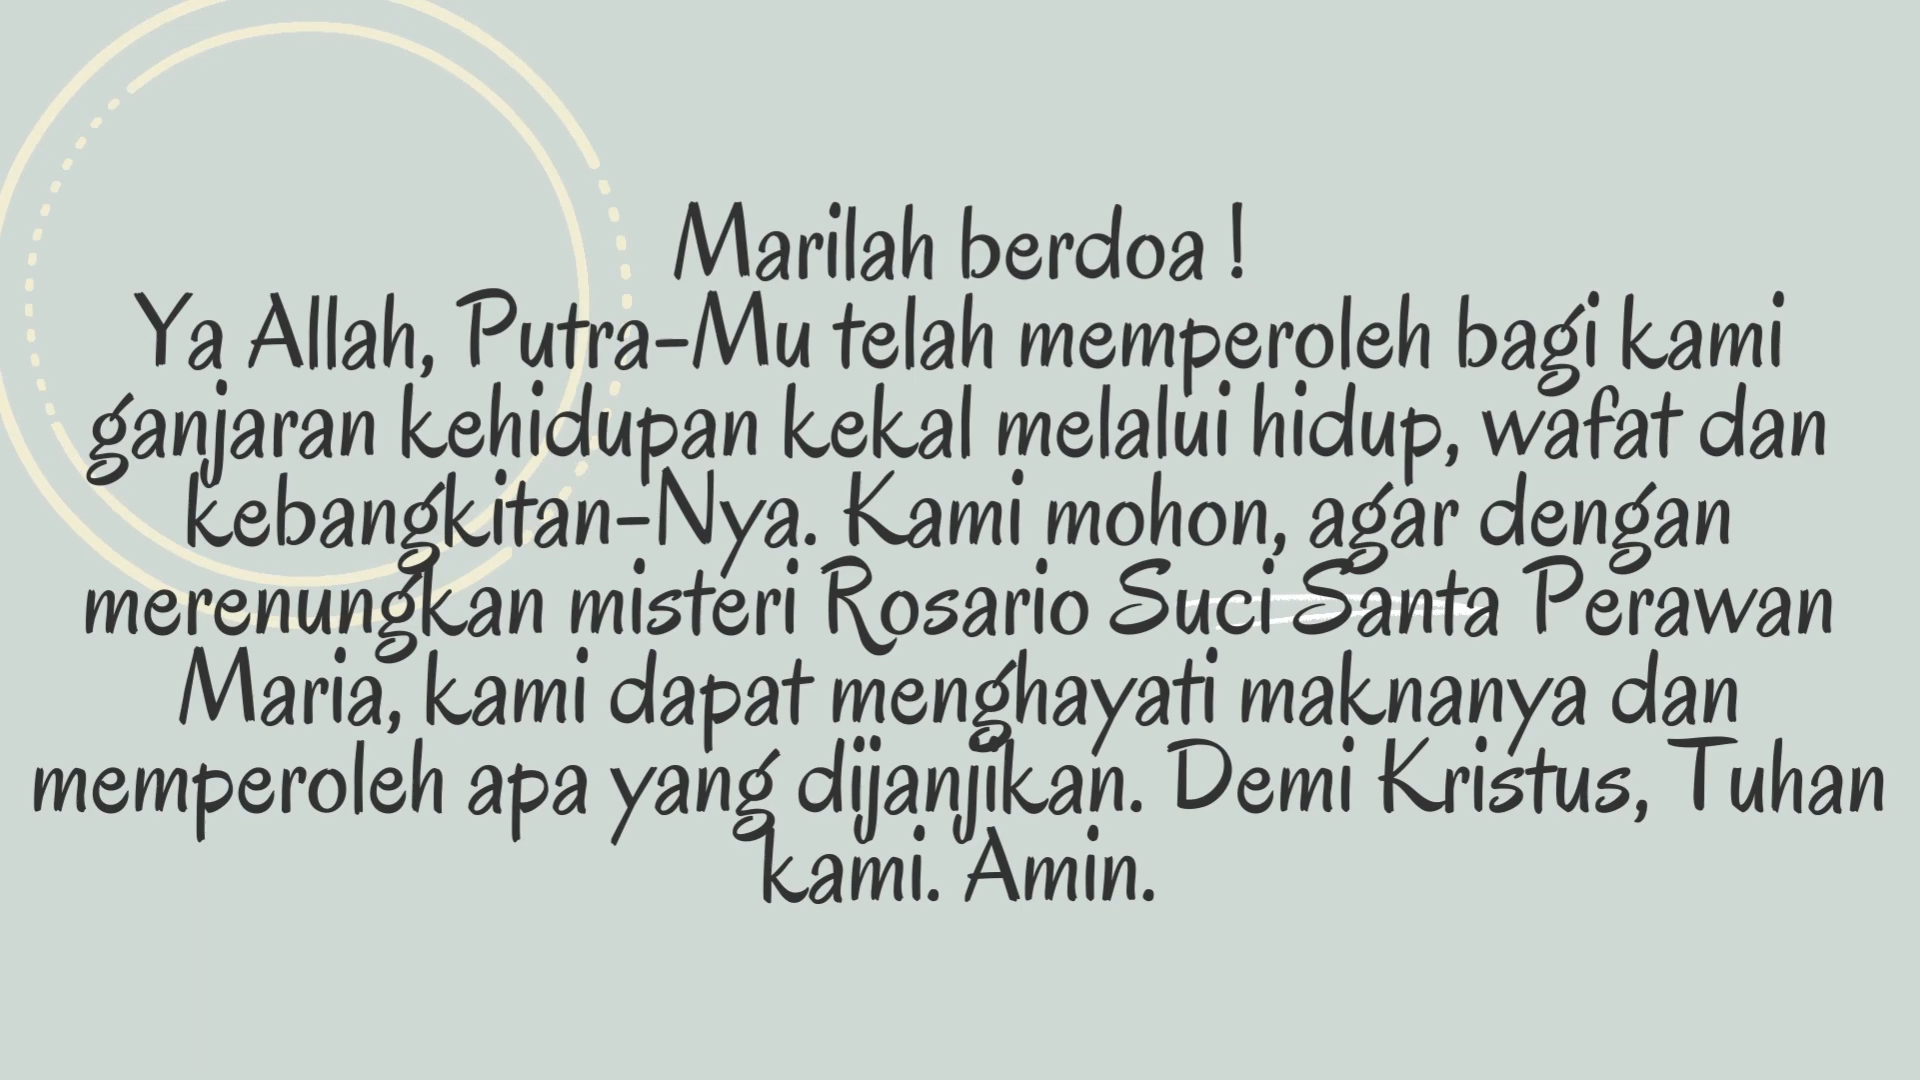 Marilah berdoa !
Ya Allah, Putra-Mu telah memperoleh bagi kami
ganjaran kehidupan kekal melalui hidup, wafat dan
kebangkitan-Nya. Kami mohon, agar dengan
merenungkan misteri Rosario Suci Santa Perawan
Maria, kami dapat menghayati maknanya dan
memperoleh apa yang dijanjikan. Demi Kristus, Tuhan
kami. Amin.